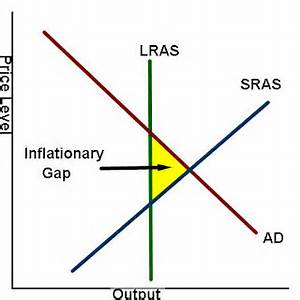 LRAS
SRAS
Price Level
Inflationary
Gap
AD
Output